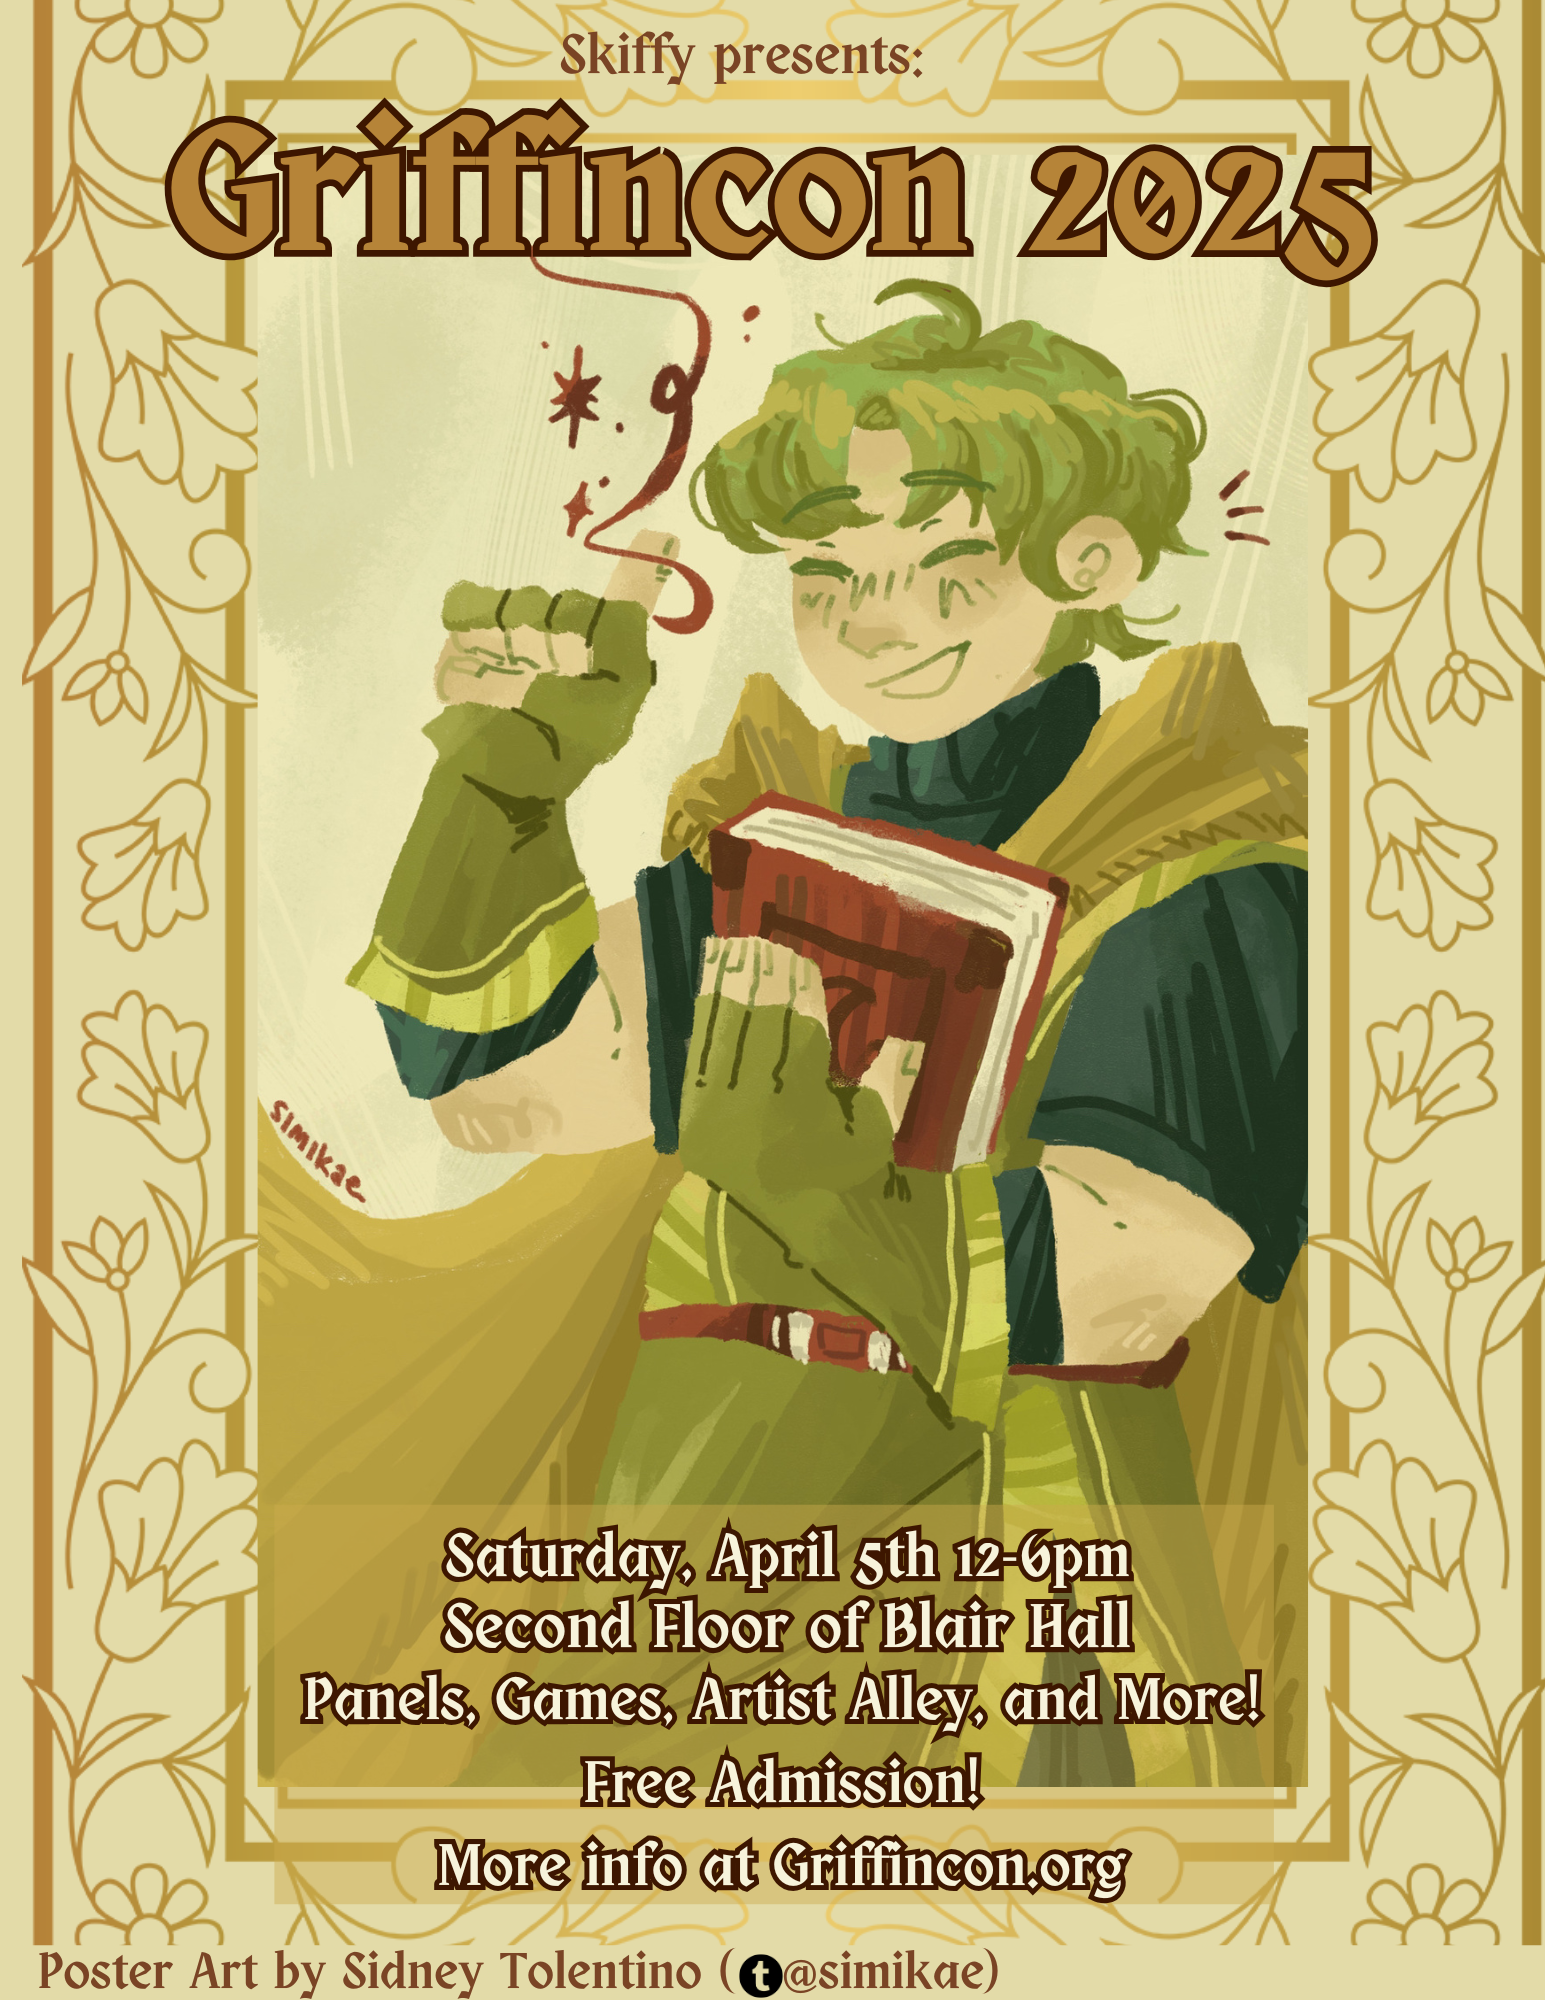 Skiffy presents:
Griffincon 2025
simikae
Saturday, April 5th 12-6pm
Second Floor of Blair Hall
Panels, Games, Artist Alley, and More!
Free Admission!
More info at Griffincon.org
Poster Art by Sidney Tolentino (t@simikae)